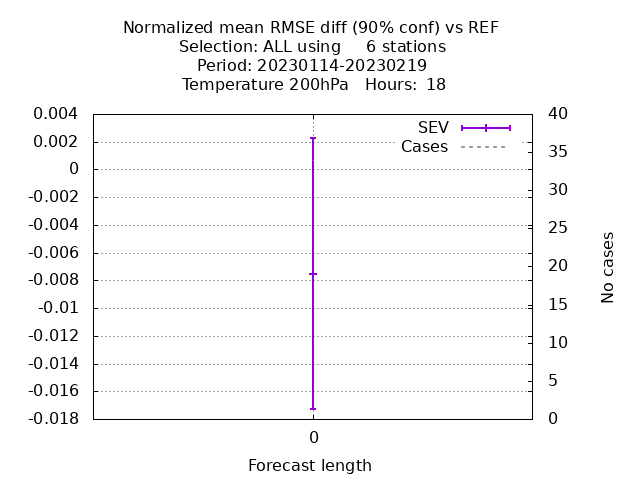 Normalized mean RMSE diff (90% conf) vs REF
Selection: ALL using     6 stations
Period: 20230114-20230219
Temperature 200hPa   Hours:  18
0.004
0.002
0
-0.002
-0.004
-0.006
-0.008
-0.01
-0.012
-0.014
-0.016
-0.018
SEV
Cases
40
35
30
25
20
15
10
5
0
No cases
0
Forecast length